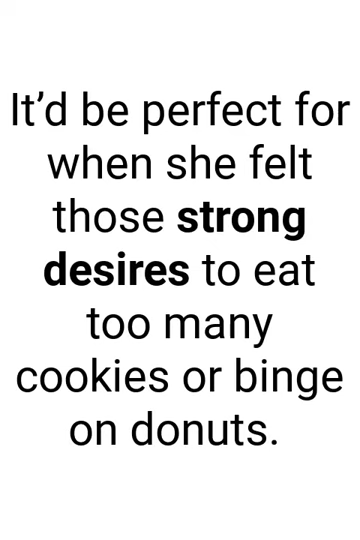 It’d be perfect for
when she felt
those strong
desires to eat
too many
cookies or binge
on donuts.